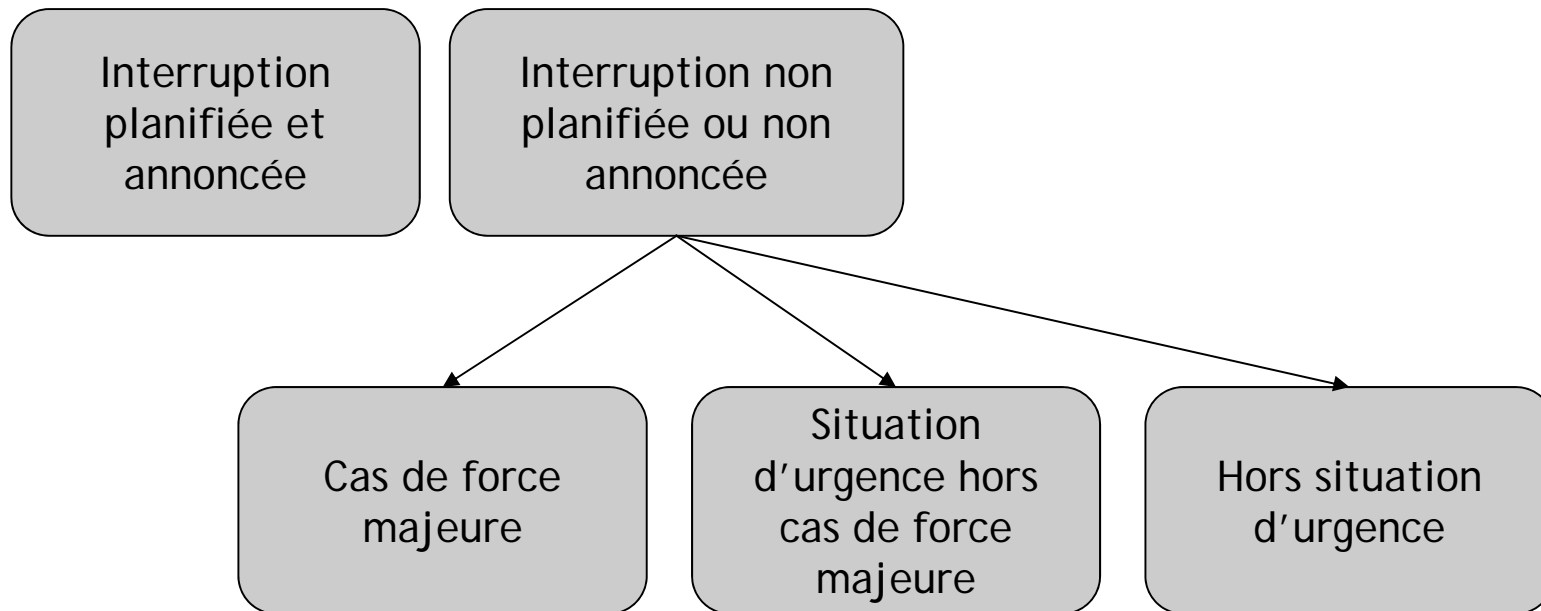 Interruption
planifiée et
annoncée
Interruption non
planifiée ou non
annoncée
Cas de force
majeure
Situation
d’urgence hors
cas de force
majeure
Hors situation
d’urgence